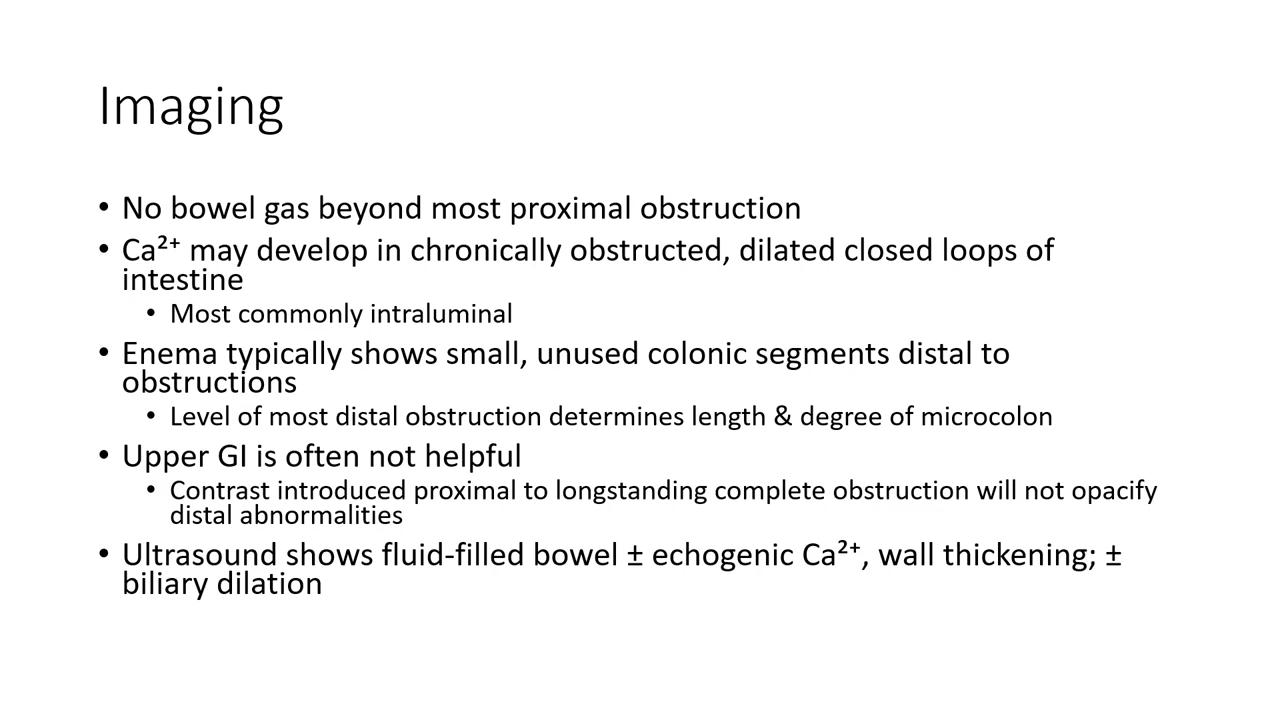 Imaging
• No bowel gas beyond most proximal obstruction
• Ca²⁺ may develop in chronically obstructed, dilated closed loops of
intestine
• Most commonly intraluminal
• Enema typically shows small, unused colonic segments distal to
obstructions
• Level of most distal obstruction determines length & degree of microcolon
• Upper GI is often not helpful
• Contrast introduced proximal to longstanding complete obstruction will not opacify
distal abnormalities
• Ultrasound shows fluid-filled bowel ± echogenic Ca²⁺, wall thickening; ±
biliary dilation